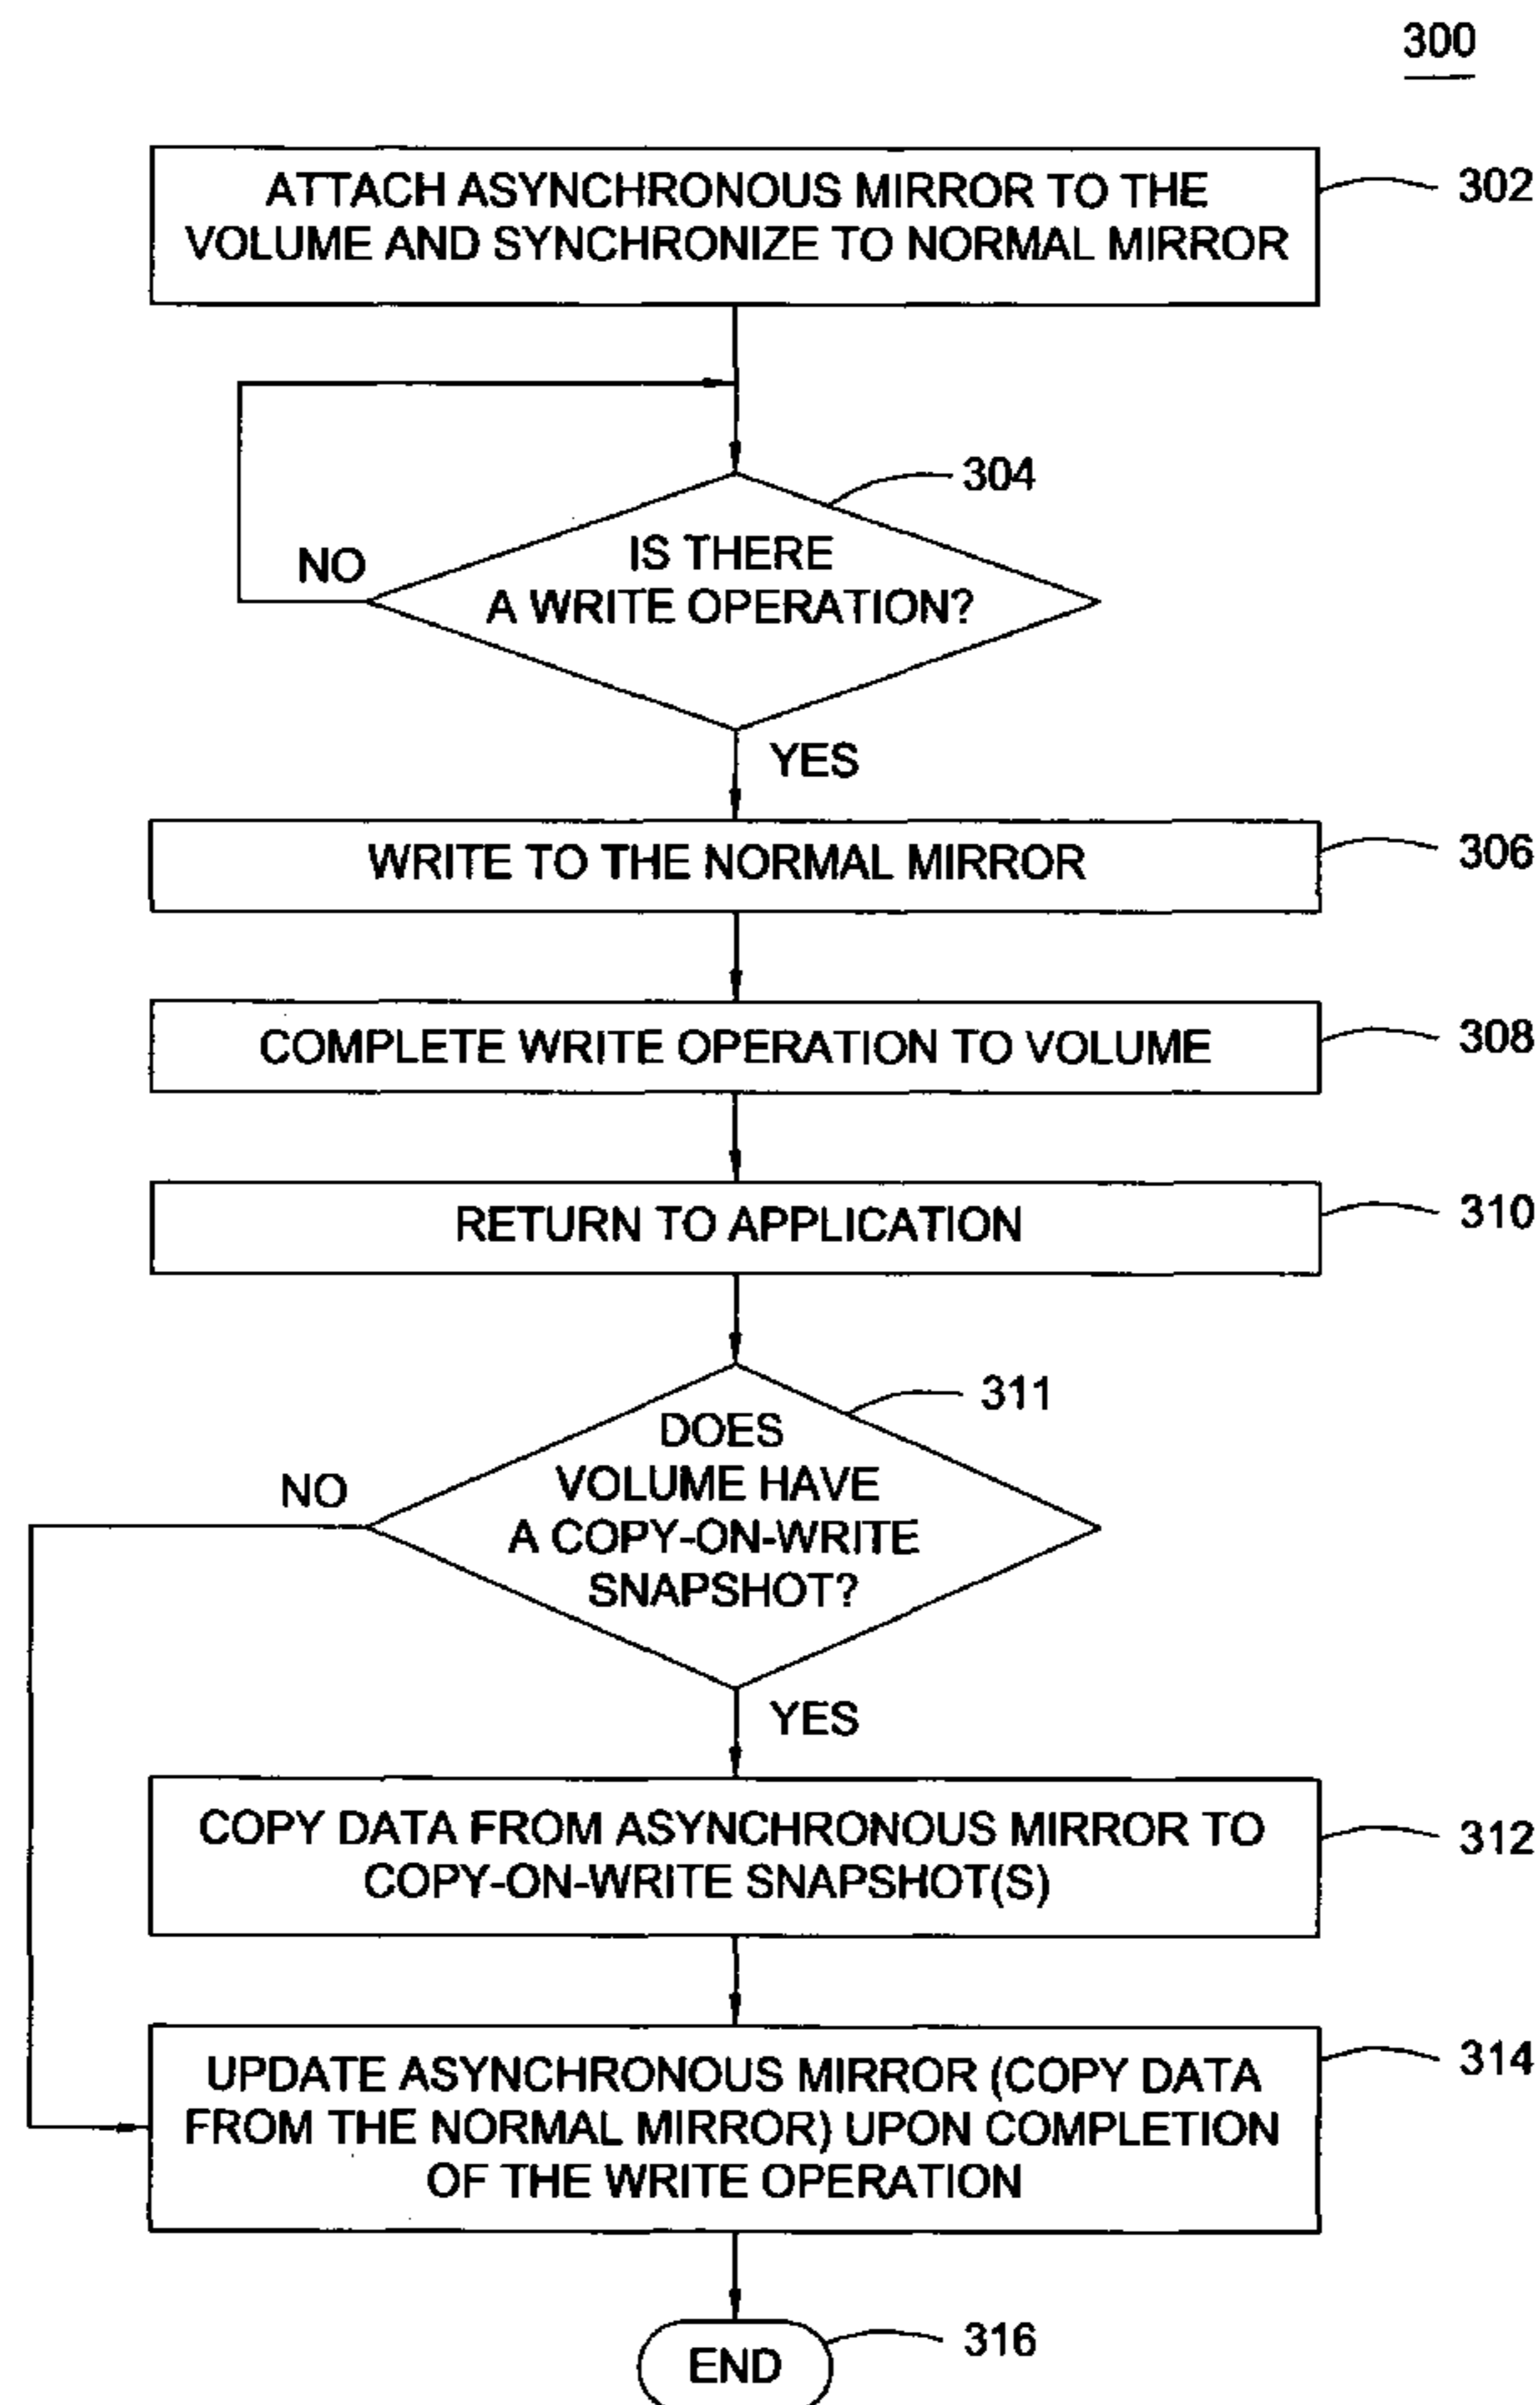 300
ATTACH ASYNCHRONOUS MIRROR TO THE
VOLUME AND SYNCHRONIZE TO NORMAL MIRROR
302
304
IS THERE
A WRITE OPERATION?
NO
YES
WRITE TO THE NORMAL MIRROR
306
COMPLETE WRITE OPERATION TO VOLUME
308
RETURN TO APPLICATION
310
311
DOES
VOLUME HAVE
A COPY-ON-WRITE
SNAPSHOT?
NO
YES
COPY DATA FROM ASYNCHRONOUS MIRROR TO
COPY-ON-WRITE SNAPSHOT(S)
312
UPDATE ASYNCHRONOUS MIRROR (COPY DATA
FROM THE NORMAL MIRROR) UPON COMPLETION
OF THE WRITE OPERATION
314
END
316